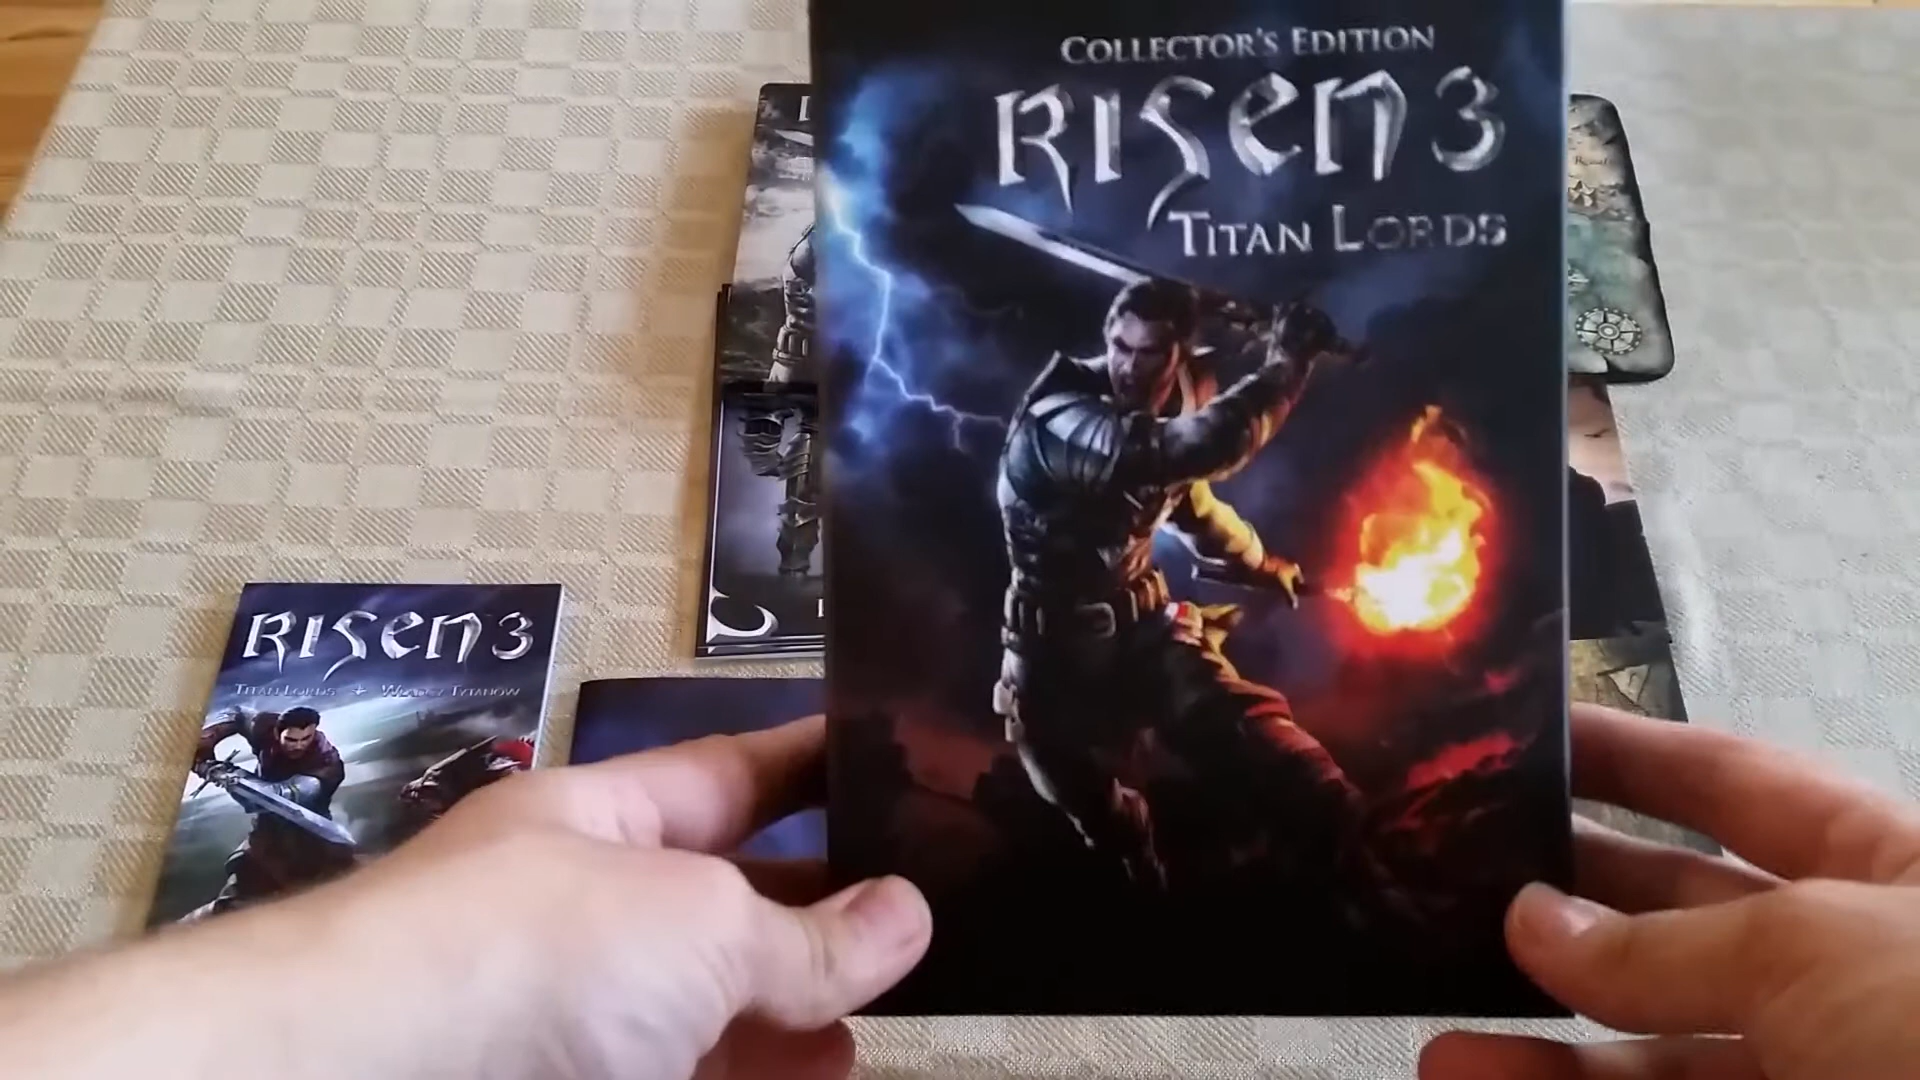 COLLECTOR'S EDITION
RISEN 3
TITAN LORDS
RISEN 3
TITAN LORDS + WŁADCY TYTANÓW